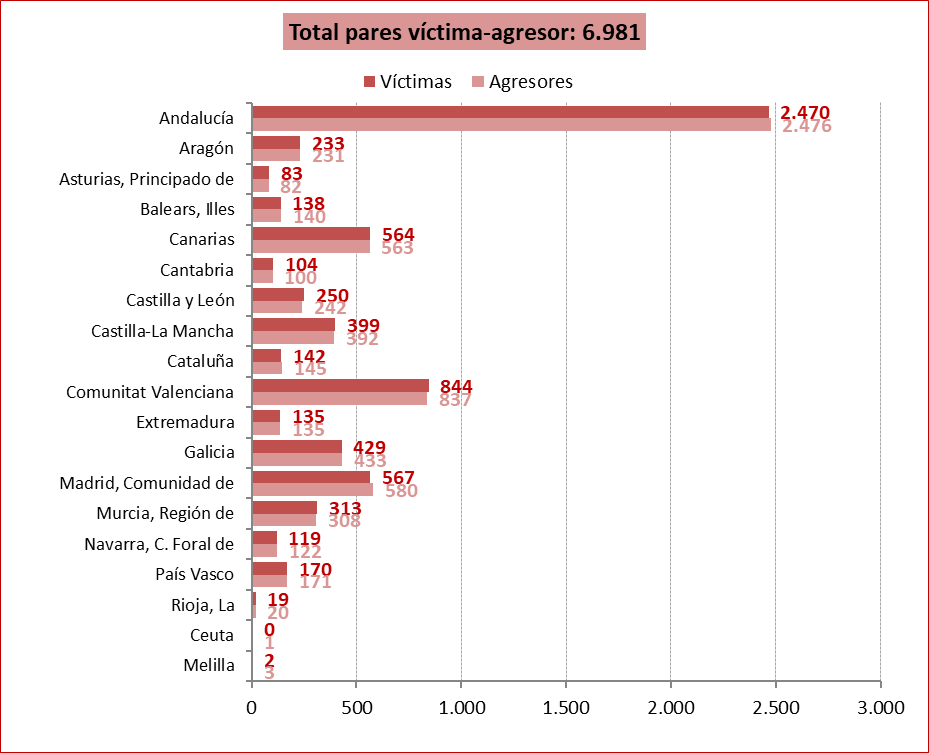 Total pares víctima-agresor: 6.981
Víctimas Agresores
Andalucía 2.470
2.476
Aragón 233
231
Asturias, Principado de 83
82
Balears, Illes 138
140
Canarias 564
563
Cantabria 104
100
Castilla y León 250
242
Castilla-La Mancha 399
392
Cataluña 142
145
Comunitat Valenciana 844
837
Extremadura 135
135
Galicia 429
433
Madrid, Comunidad de 567
580
Murcia, Región de 313
308
Navarra, C. Foral de 119
122
País Vasco 170
171
Rioja, La 19
20
Ceuta 0
1
Melilla 2
3
0 500 1.000 1.500 2.000 2.500 3.000